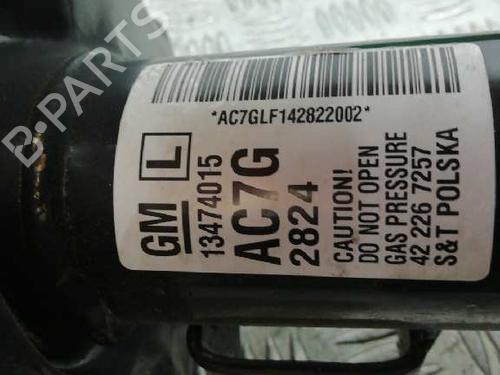 B-PARTS
*AC7GLF142822002*
GM L
13474015
AC7G
2824
CAUTION!
DO NOT OPEN
GAS PRESSURE
42 226 7257
S&T POLSKA